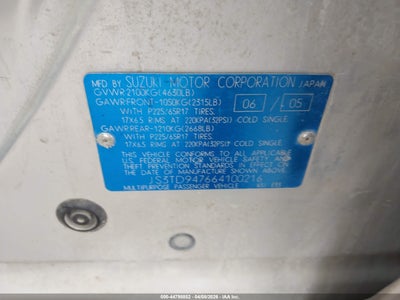 MFD BY SUZUKI MOTOR CORPORATION JAPAN
GVWR 2100KG(4630LB)
GAWR FRONT-1050KG(2315LB) 06 / 05
WITH P225/65R17 TIRES,
17X6.5 RIMS AT 220KPA(32PSI) COLD SINGLE
GAWR REAR-1210KG(2668LB)
WITH P225/65R17 TIRES,
17X6.5 RIMS AT 220KPA(32PSI) COLD SINGLE
THIS VEHICLE CONFORMS TO ALL APPLICABLE
U.S. FEDERAL MOTOR VEHICLE SAFETY AND
THEFT PREVENTION STANDARDS IN EFFECT ON
THE DATE OF MANUFACTURE SHOWN ABOVE.
JS3TD947664100216
MULTIPURPOSE PASSENGER VEHICLE